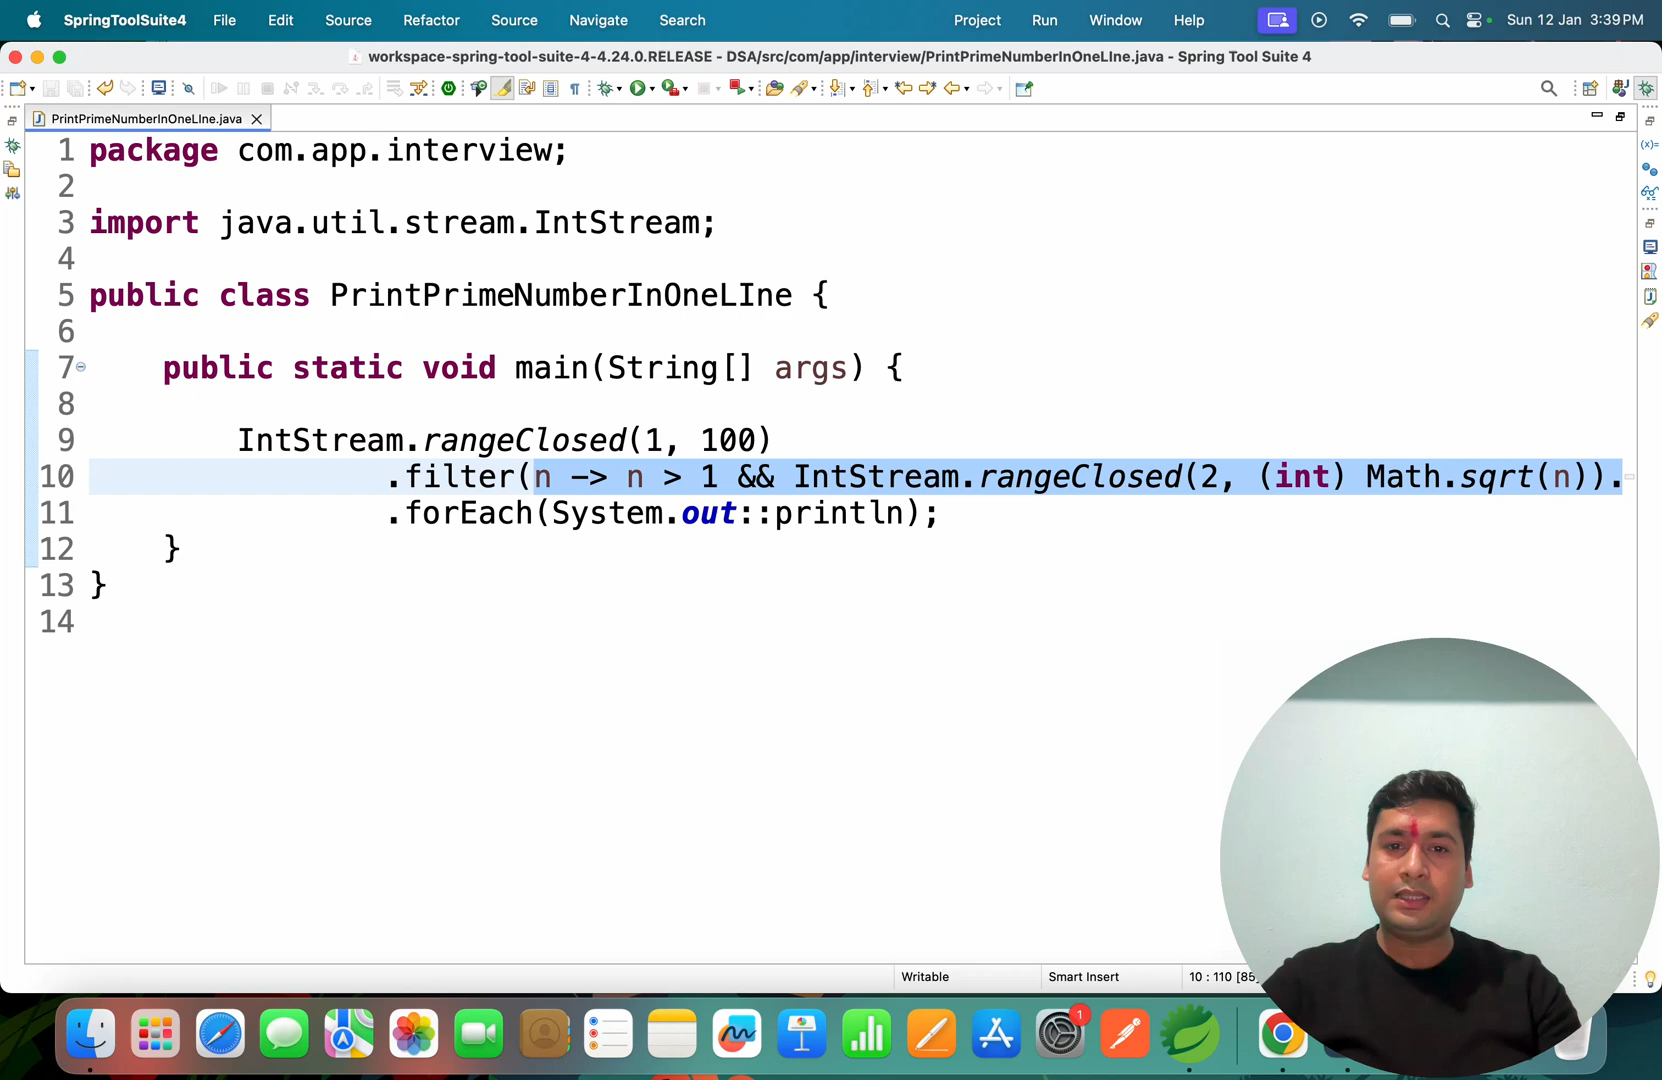 SpringToolSuite4 File Edit Source Refactor Source Navigate Search Project Run Window Help Sun 12 Jan 3:39 PM
workspace-spring-tool-suite-4-4.24.0.RELEASE - DSA/src/com/app/interview/PrintPrimeNumberInOneLIne.java - Spring Tool Suite 4
PrintPrimeNumberInOneLIne.java
1 package com.app.interview;
2
3 import java.util.stream.IntStream;
4
5 public class PrintPrimeNumberInOneLIne {
6
7 public static void main(String[] args) {
8
9 IntStream.rangeClosed(1, 100)
10 .filter(n -> n > 1 && IntStream.rangeClosed(2, (int) Math.sqrt(n)).
11 .forEach(System.out::println);
12 }
13 }
14
Writable Smart Insert 10 : 110 [85
1